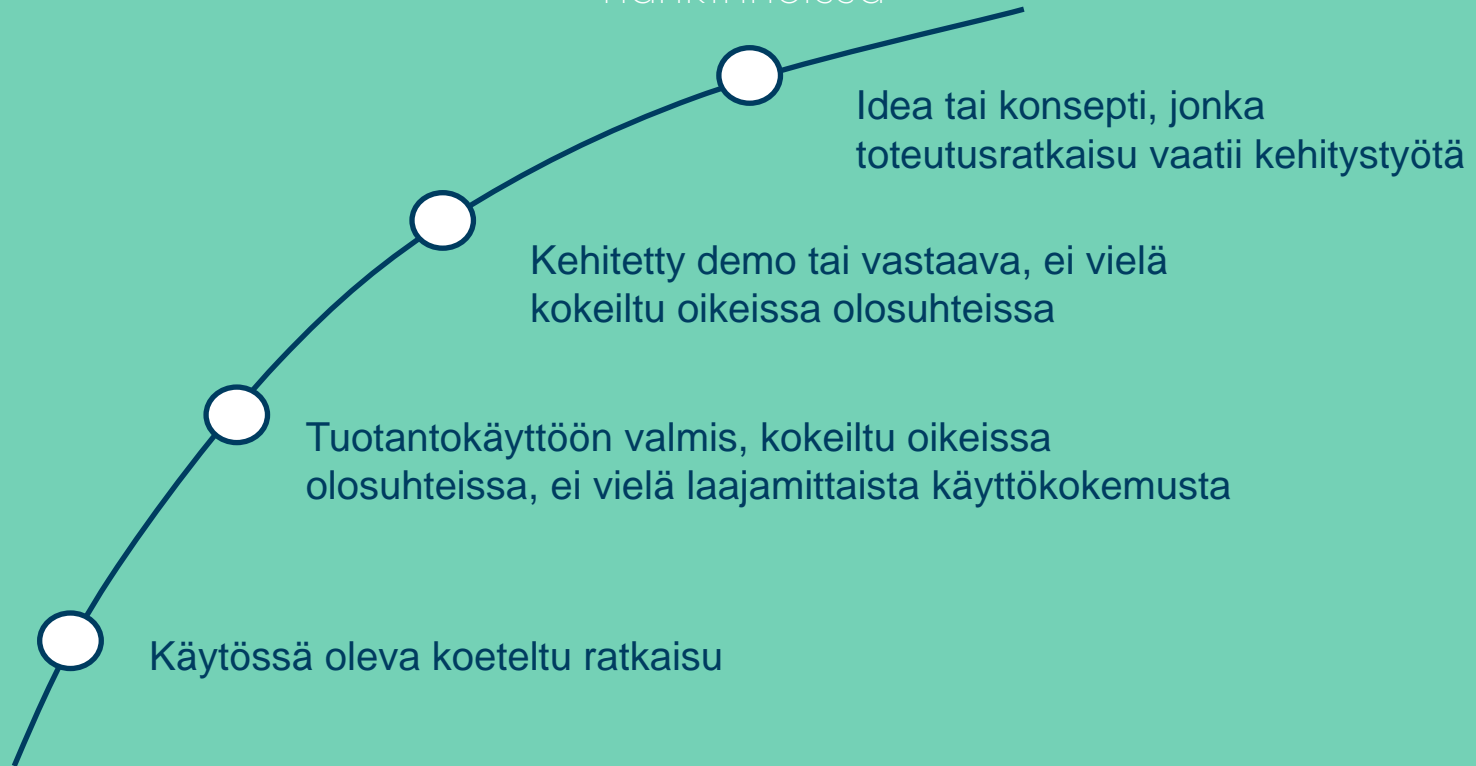 Idea tai konsepti, jonka
toteutusratkaisu vaatii kehitystyötä
Kehitetty demo tai vastaava, ei vielä
kokeiltu oikeissa olosuhteissa
Tuotantokäyttöön valmis, kokeiltu oikeissa
olosuhteissa, ei vielä laajamittaista käyttökokemusta
Käytössä oleva koeteltu ratkaisu